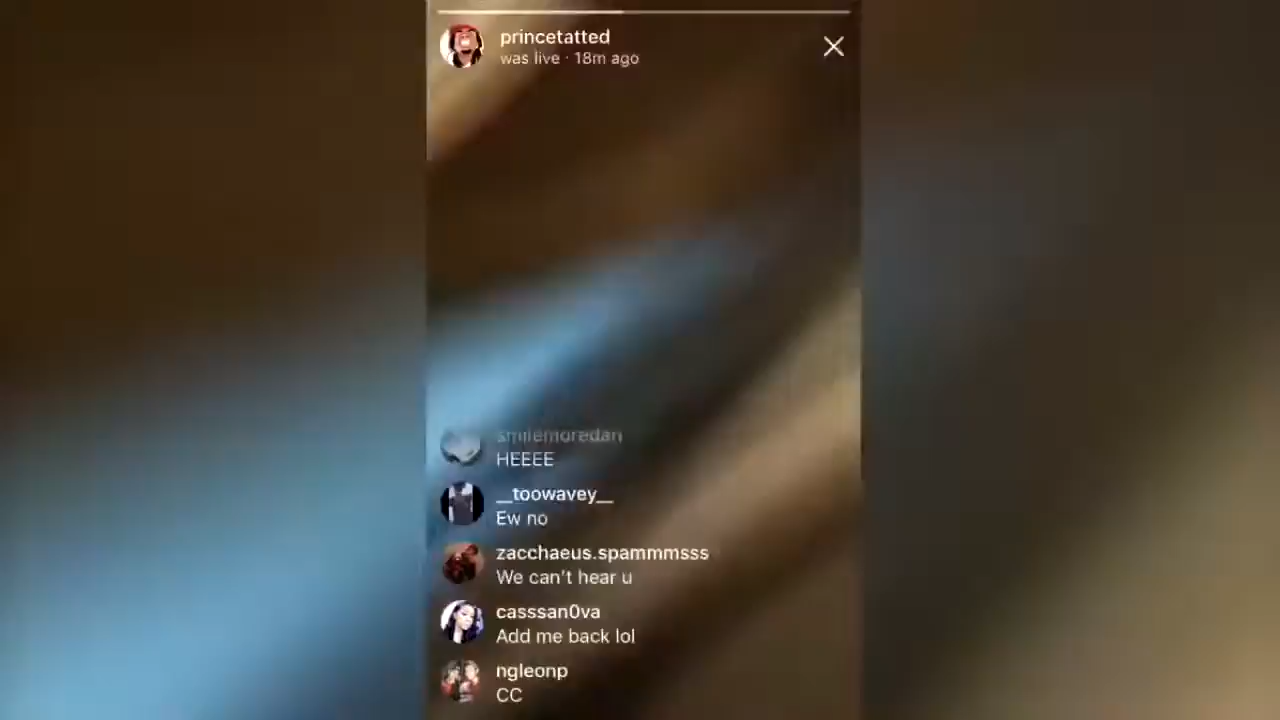 princetatted
was live · 18m ago
smilemoredan
HEEEE
__toowavey__
Ew no
zacchaeus.spammmsss
We can't hear u
casssan0va
Add me back lol
ngleonp
CC